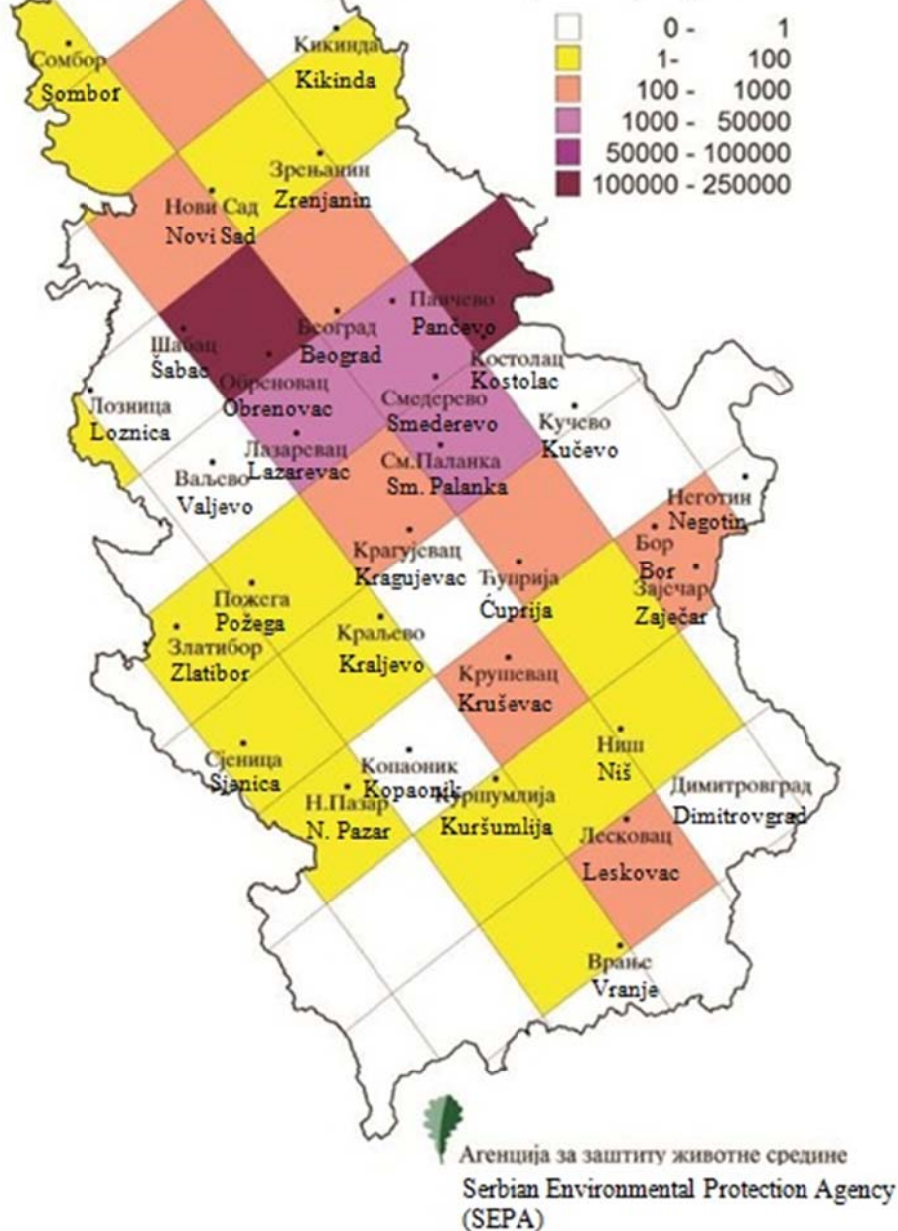 0 - 1
1- 100
100 - 1000
1000 - 50000
50000 - 100000
100000 - 250000
Сомбор
Sombor
Кикинда
Kikinda
Зрењанин
Zrenjanin
Нови Сад
Novi Sad
Панчево
Pančevo
Београд
Beograd
Шабац
Šabac
Обреновац
Obrenovac
Костолац
Kostolac
Смедерево
Smederevo
Лозница
Loznica
Кучево
Kučevo
Лазаревац
Lazarevac
См.Паланка
Sm. Palanka
Ваљево
Valjevo
Неготин
Negotin
Бор
Bor
Зајечар
Zaječar
Крагујевац
Kragujevac
Ћуприја
Ćuprija
Пожега
Požega
Златибор
Zlatibor
Краљево
Kraljevo
Крушевац
Kruševac
Ниш
Niš
Сјеница
Sjenica
Копаоник
Kopaonik
Н.Пазар
N. Pazar
Куршумлија
Kuršumlija
Димитровград
Dimitrovgrad
Лесковац
Leskovac
Врање
Vranje
Агенција за заштиту животне средине
Serbian Environmental Protection Agency
(SEPA)